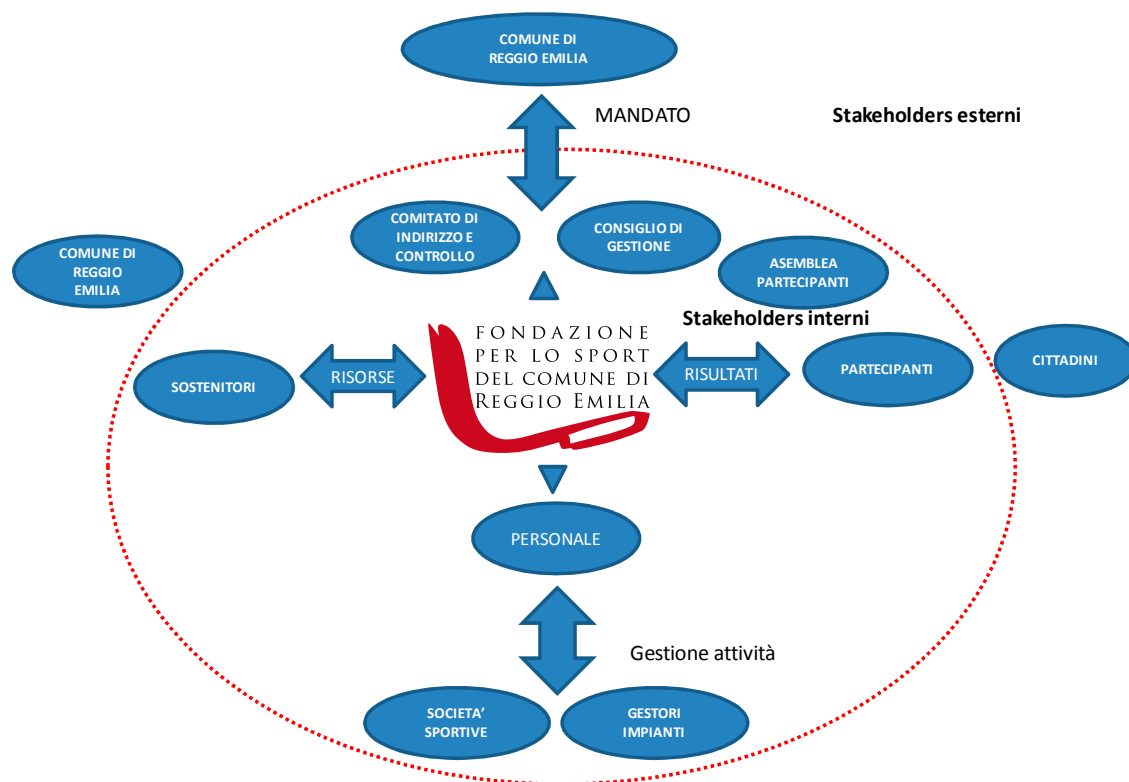 COMUNE DI
REGGIO EMILIA
MANDATO
Stakeholders esterni
COMITATO DI
INDIRIZZO E
CONTROLLO
CONSIGLIO DI
GESTIONE
COMUNE DI
REGGIO
EMILIA
ASEMBLEA
PARTECIPANTI
Stakeholders interni
FONDAZIONE
PER LO SPORT
DEL COMUNE DI
REGGIO EMILIA
SOSTENITORI
RISORSE
RISULTATI
PARTECIPANTI
CITTADINI
PERSONALE
Gestione attività
SOCIETA'
SPORTIVE
GESTORI
IMPIANTI